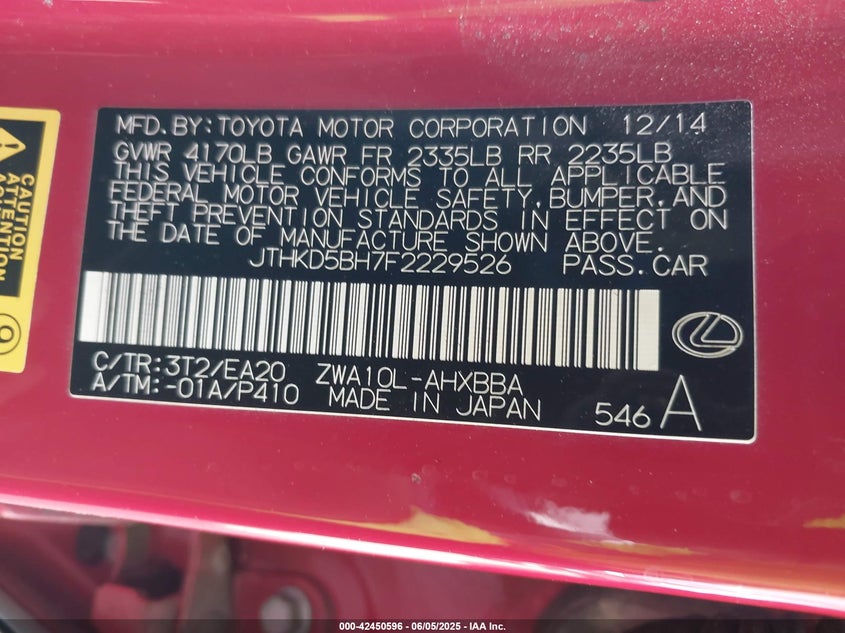 MFD.BY:TOYOTA MOTOR CORPORATION 12/14
GVWR 4170LB GAWR FR 2335LB RR 2235LB
THIS VEHICLE CONFORMS TO ALL APPLICABLE
FEDERAL MOTOR VEHICLE SAFETY,BUMPER,AND
THEFT PREVENTION STANDARDS IN EFFECT ON
THE DATE OF MANUFACTURE SHOWN ABOVE.
JTHKD5BH7F2229526 PASS.CAR
C/TR:3T2/EA20 ZWA10L-AHXBBA
A/TM:-01A/P410 MADE IN JAPAN 546 A
CAUTION
ATTENTION
000-42450596 - 06/05/2025 - IAA Inc.